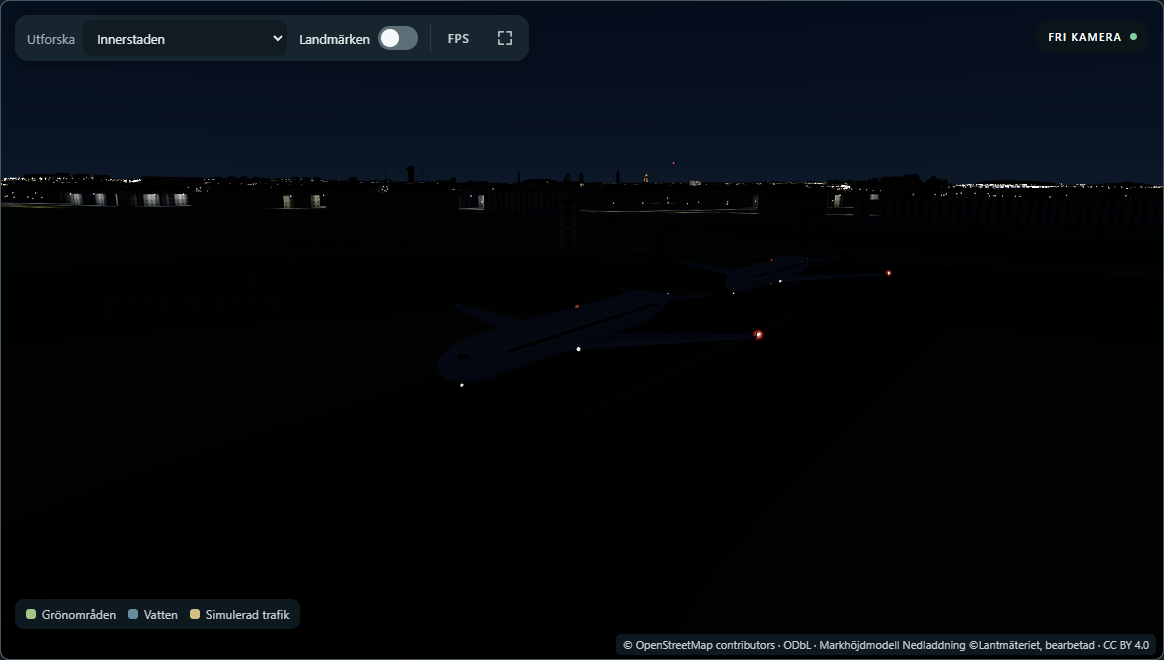 Utforska Innerstaden Landmärken FPS
FRI KAMERA
Grönområden Vatten Simulerad trafik
© OpenStreetMap contributors · ODbL · Markhöjdmodell Nedladdning ©Lantmäteriet, bearbetad · CC BY 4.0